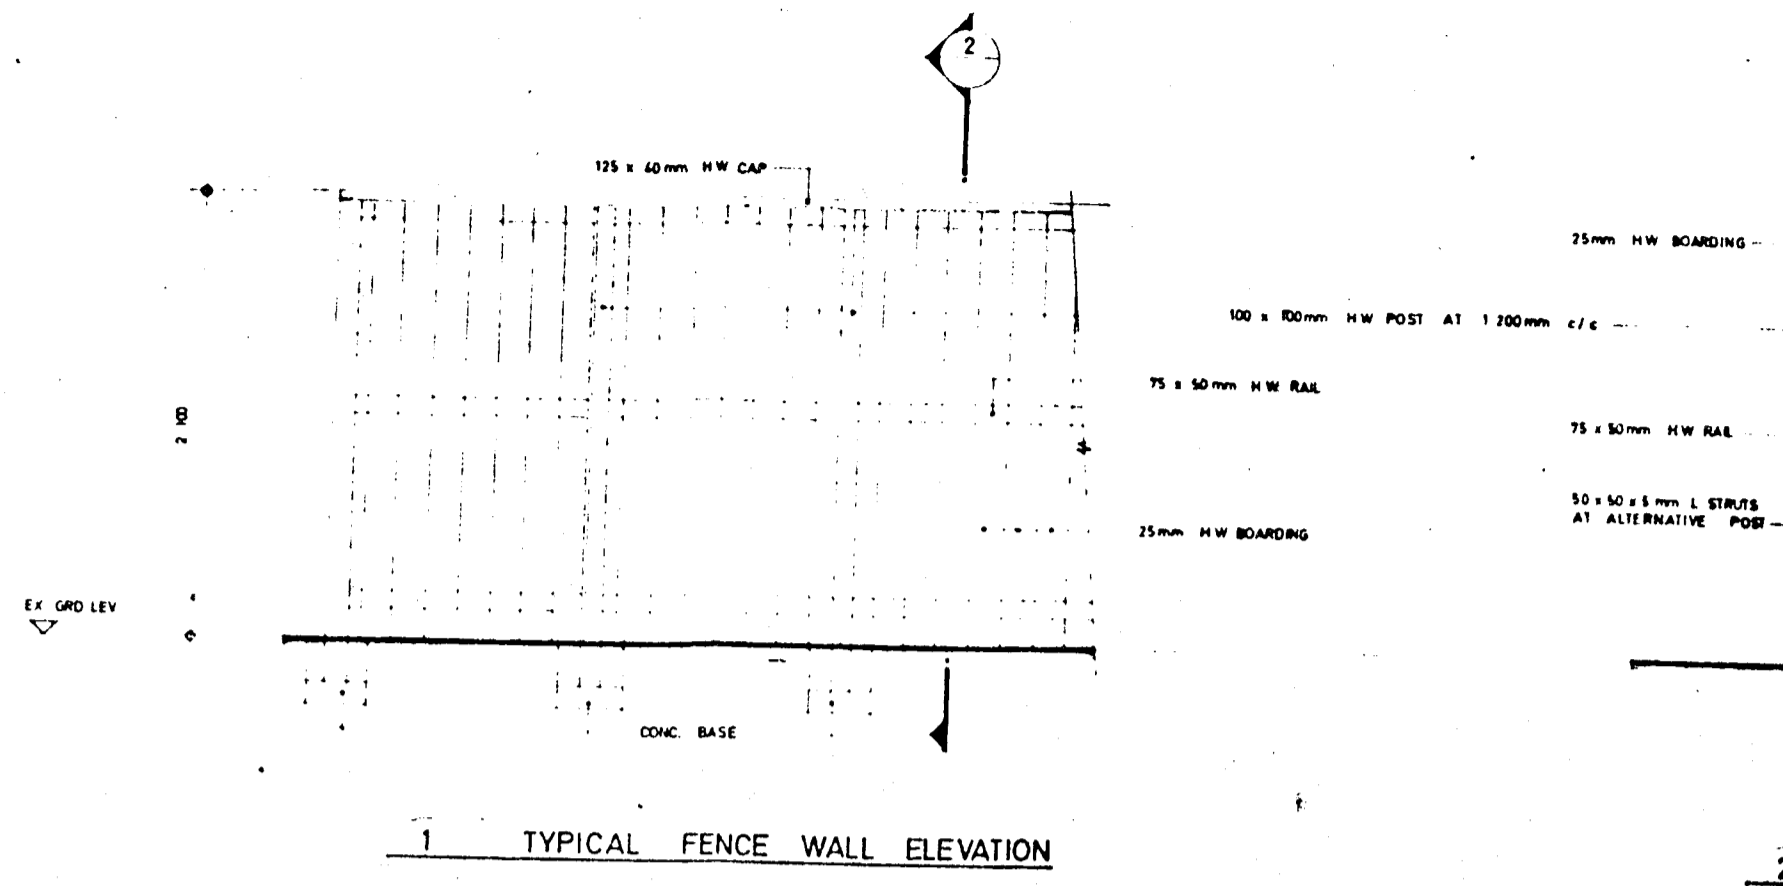 2
125 x 60mm HW CAP
25mm HW BOARDING
100 x 100mm HW POST AT 1 200mm c/c
75 x 50mm HW RAIL
2 100
75 x 50mm HW RAIL
50 x 50 x 5 mm L STRUTS
AT ALTERNATIVE POST
25mm HW BOARDING
EX GRD LEV
CONC. BASE
1 TYPICAL FENCE WALL ELEVATION